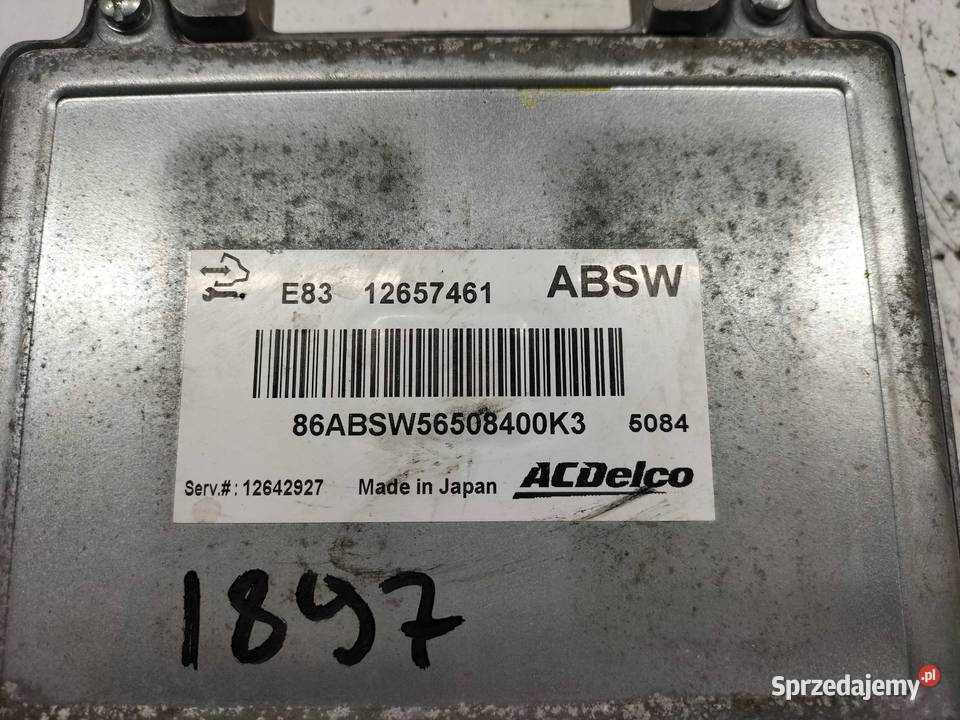 E83 12657461 ABSW
86ABSW56508400K3 5084
Serv.#: 12642927 Made in Japan ACDelco
1897
Sprzedajemy.pl